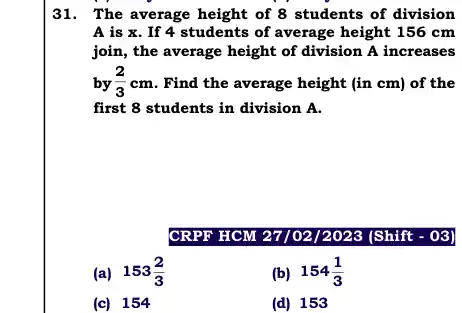 31. The average height of 8 students of division
A is x. If 4 students of average height 156 cm
join, the average height of division A increases
by 2/3 cm. Find the average height (in cm) of the
first 8 students in division A.
CRPF HCM 27/02/2023 (Shift - 03)
(a) 153 2/3 (b) 154 1/3
(c) 154 (d) 153